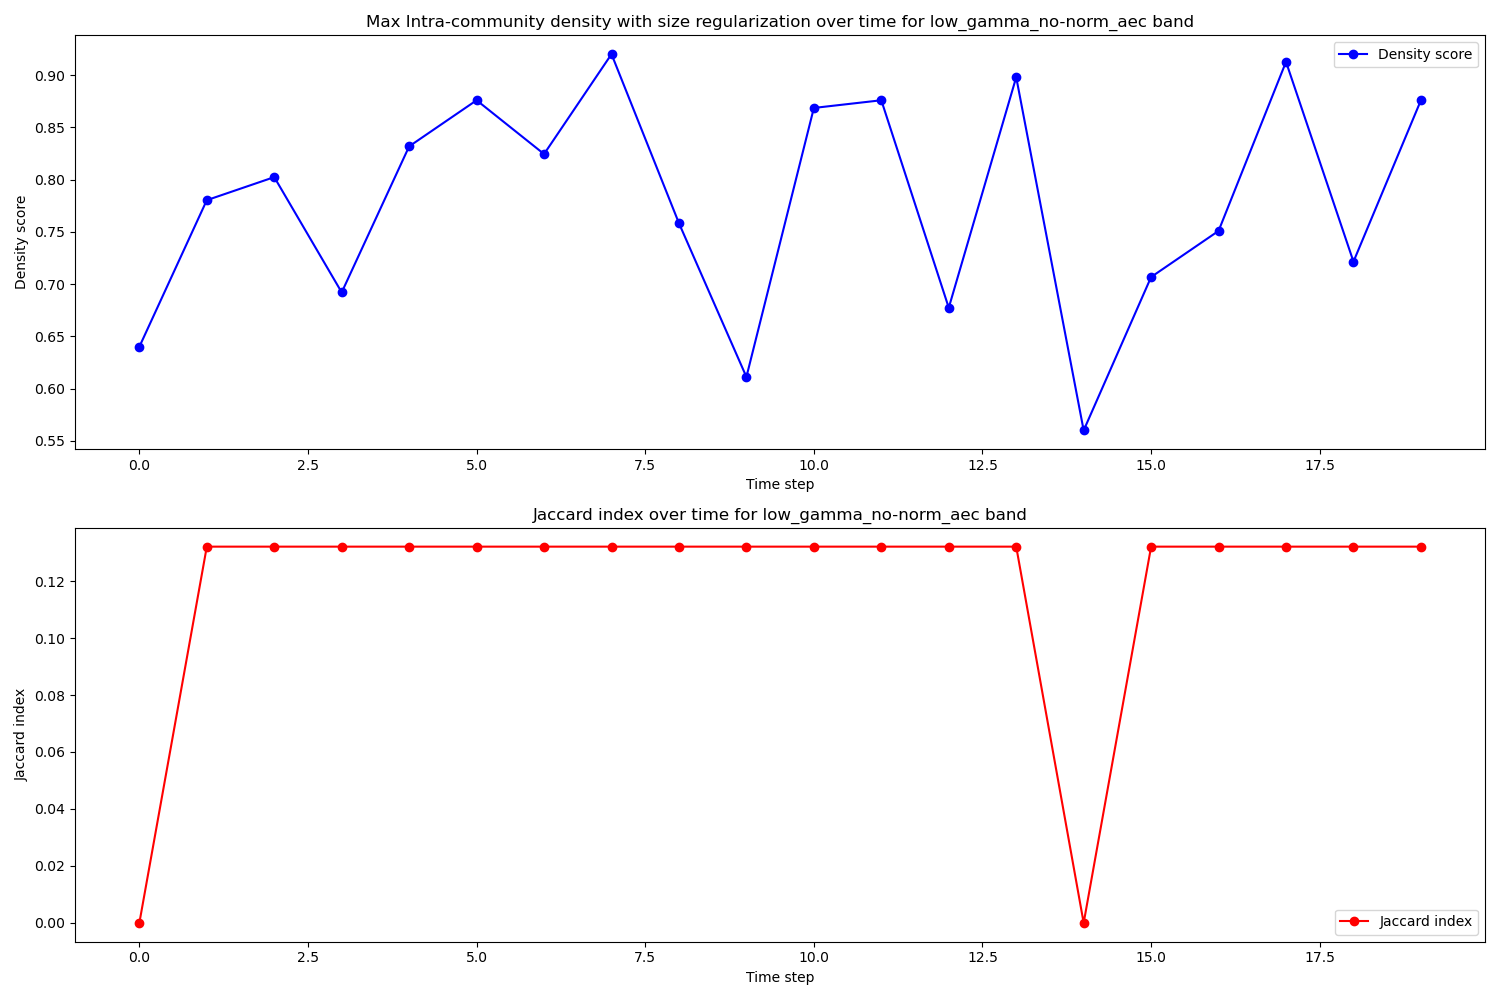 Max Intra-community density with size regularization over time for low_gamma_no-norm_aec band
Density score
0.90
0.85
0.80
0.75
0.70
0.65
0.60
0.55
Density score
0.0 2.5 5.0 7.5 10.0 12.5 15.0 17.5
Time step
Jaccard index over time for low_gamma_no-norm_aec band
0.12
0.10
0.08
0.06
0.04
0.02
0.00
Jaccard index
Jaccard index
0.0 2.5 5.0 7.5 10.0 12.5 15.0 17.5
Time step